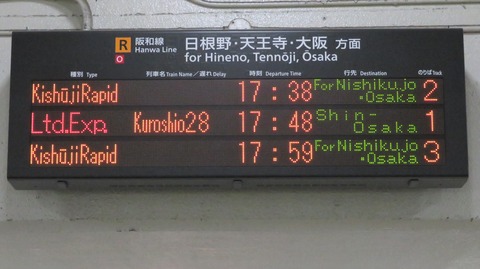 R 阪和線 Hanwa Line O
日根野・天王寺・大阪 方面
for Hineno, Tennōji, Ōsaka
種別 Type 列車名 Train Name／遅れ Delay 時刻 Departure Time 行先 Destination のりば Track
KishūjiRapid 17:38 For Nishikujo ・Osaka 2
Ltd.Exp. Kuroshio28 17:48 Shin-Osaka 1
KishūjiRapid 17:59 For Nishikujo ・Osaka 3